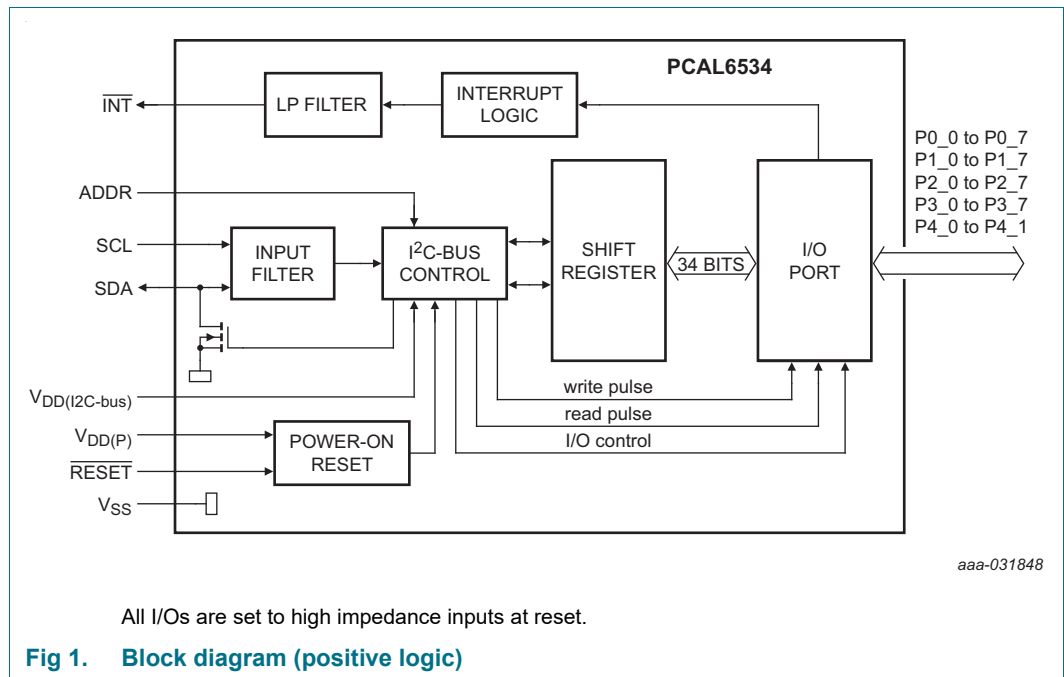 PCAL6534
INT
LP FILTER
INTERRUPT
LOGIC
P0_0 to P0_7
P1_0 to P1_7
P2_0 to P2_7
P3_0 to P3_7
P4_0 to P4_1
ADDR
SCL
SDA
INPUT
FILTER
I²C-BUS
CONTROL
SHIFT
REGISTER
34 BITS
I/O
PORT
write pulse
read pulse
I/O control
VDD(I2C-bus)
VDD(P)
RESET
VSS
POWER-ON
RESET
aaa-031848
All I/Os are set to high impedance inputs at reset.
Fig 1. Block diagram (positive logic)